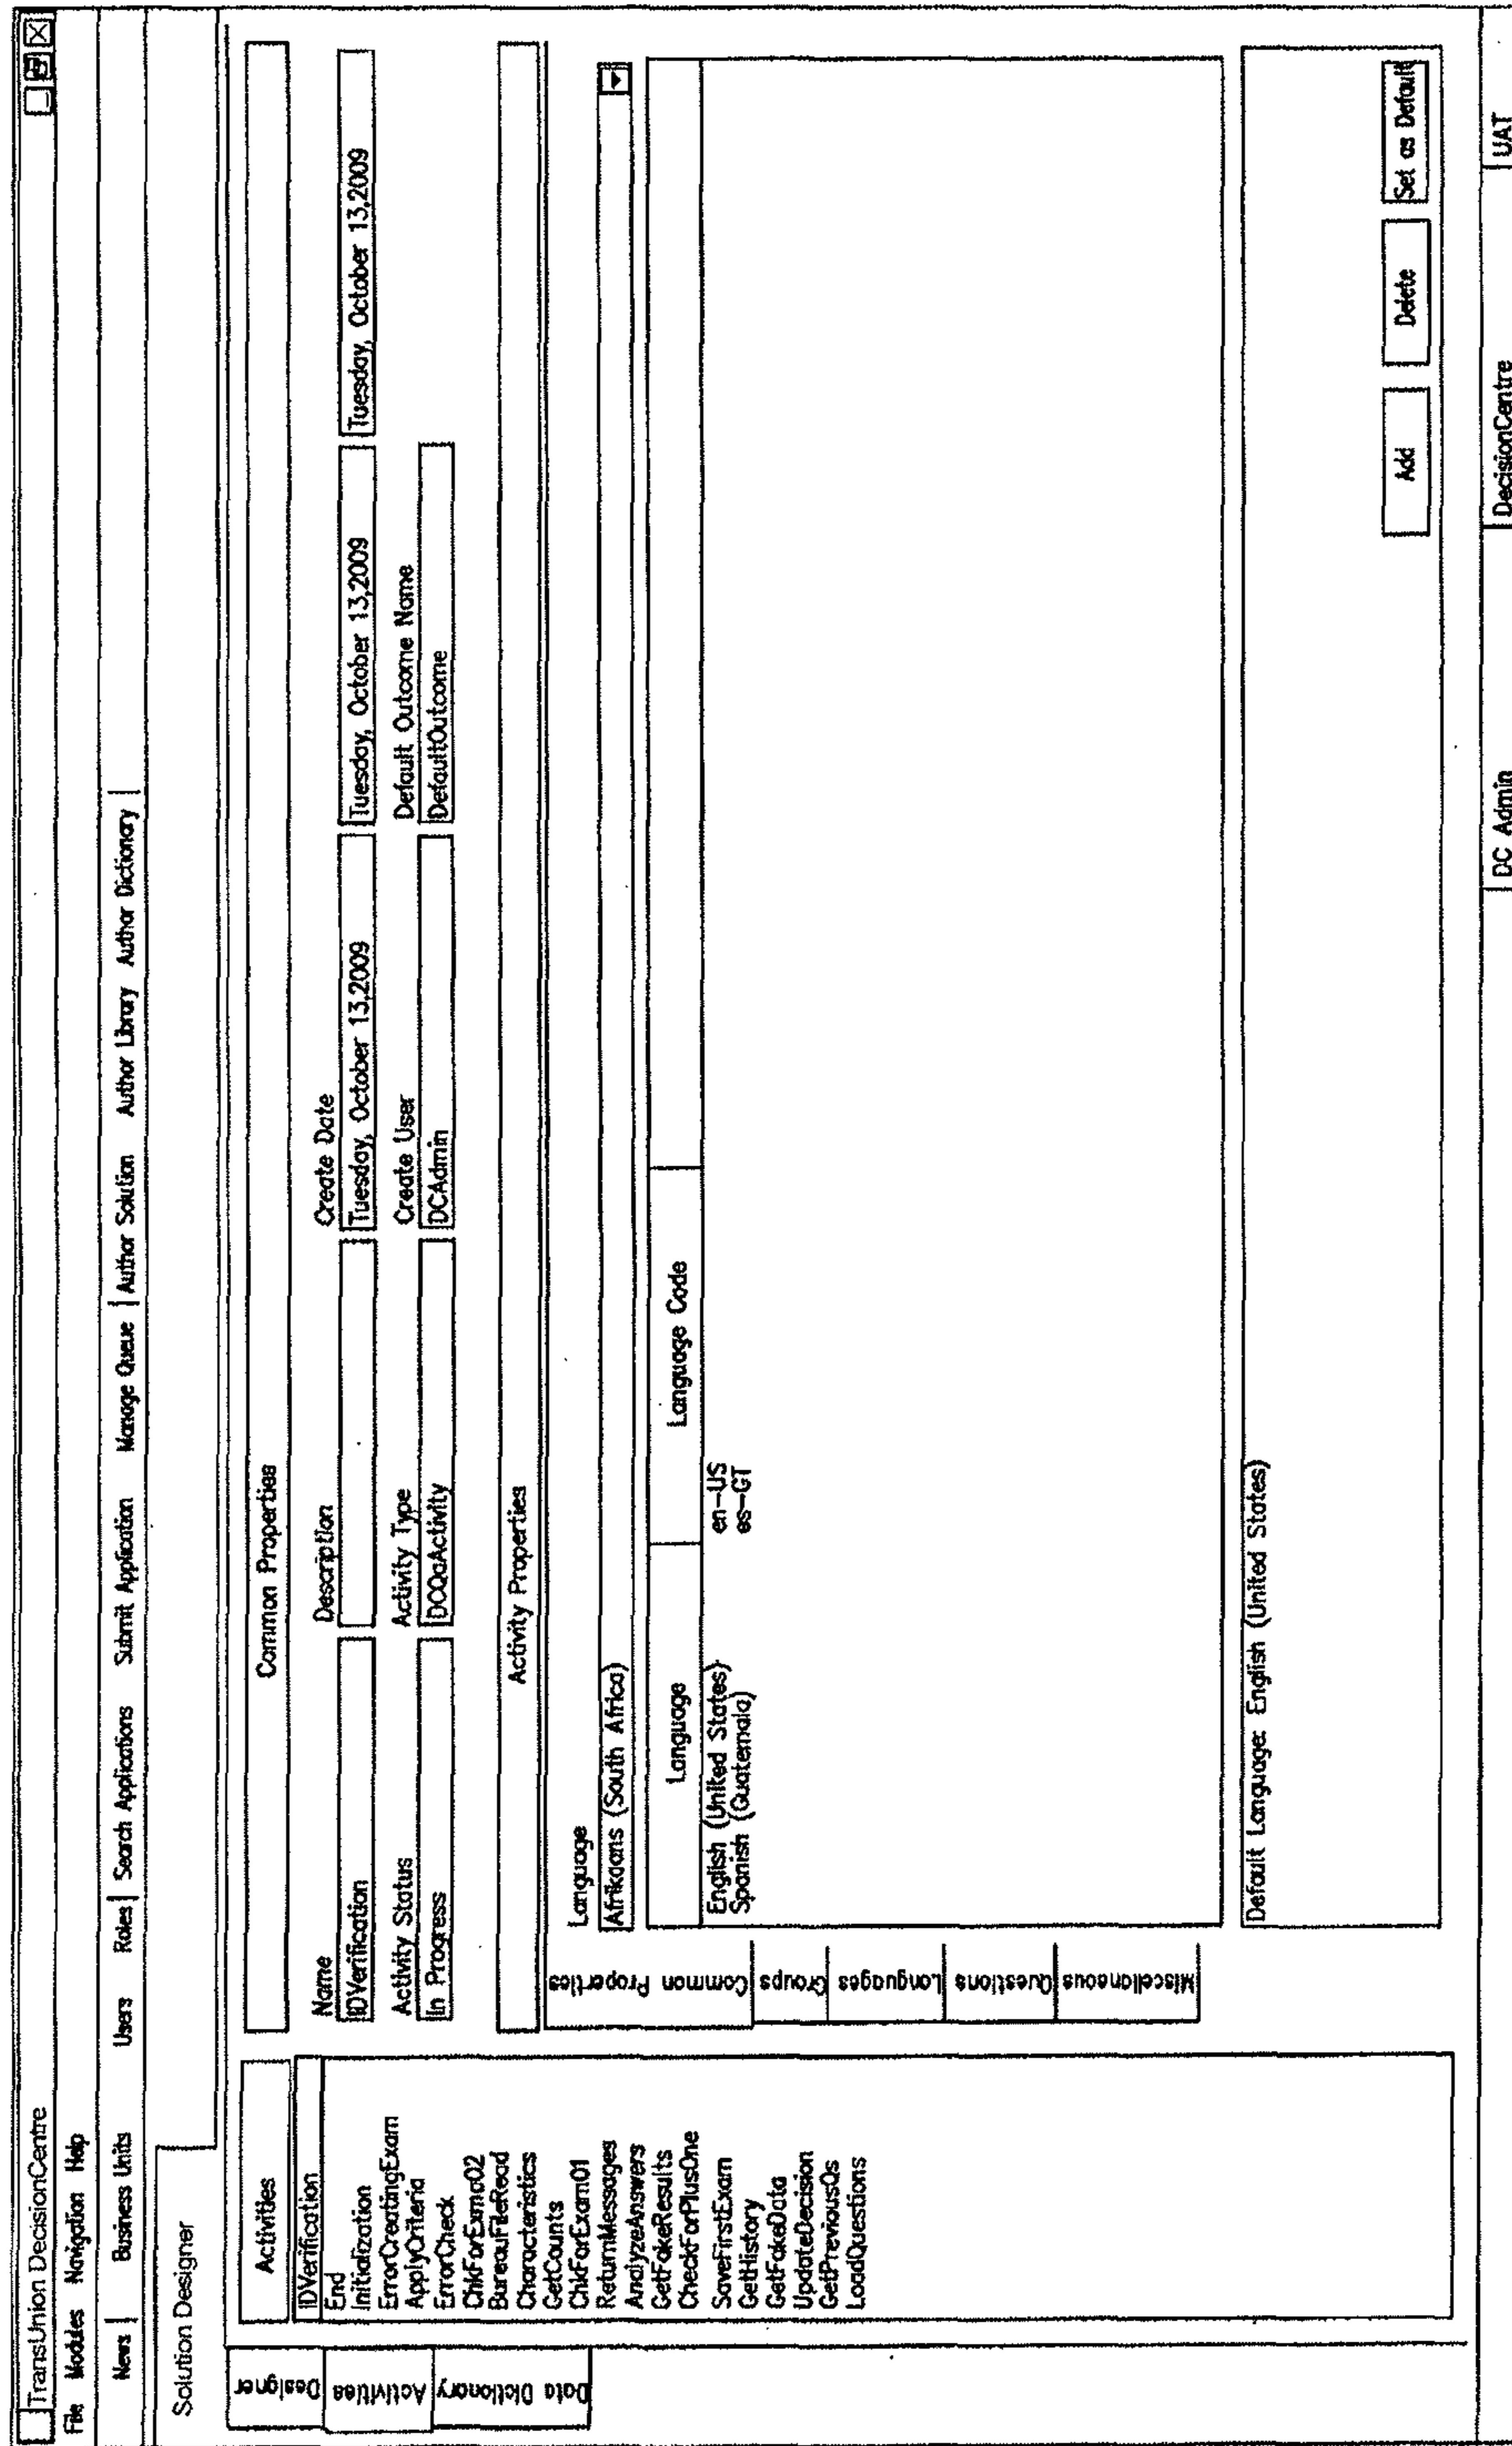 TransUnion DecisionCentre
File Modules Navigation Help
News Business Units Users Roles Search Applications Submit Application Manage Queue Author Solution Author Library Author Dictionary
Solution Designer
Designer
Activities
Data Dictionary
Activities
IDVerification
End
Initialization
ErrorCreatingExam
ApplyCriteria
ErrorCheck
ChkForExma02
BureauFileRead
Characteristics
GetCounts
ChkForExam01
ReturnMessages
AnalyzeAnswers
GetFakeResults
CheckForPlusOne
SaveFirstExam
GetHistory
GetFakeData
UpdateDecision
GetPreviousQs
LoadQuestions
Common Properties
Name Description Create Date
IDVerification Tuesday, October 13,2009 Tuesday, October 13,2009 Tuesday, October 13,2009
Activity Status Activity Type Create User Default Outcome Name
In Progress DCQaActivity DCAdmin DefaultOutcome
Activity Properties
Common Properties
Groups
Languages
Questions
Miscellaneous
Language
Afrikaans (South Africa)
Language Language Code
English (United States) en-US
Spanish (Guatemala) es-GT
Default Language: English (United States)
Add Delete Set as Default
DC Admin DecisionCentre UAT